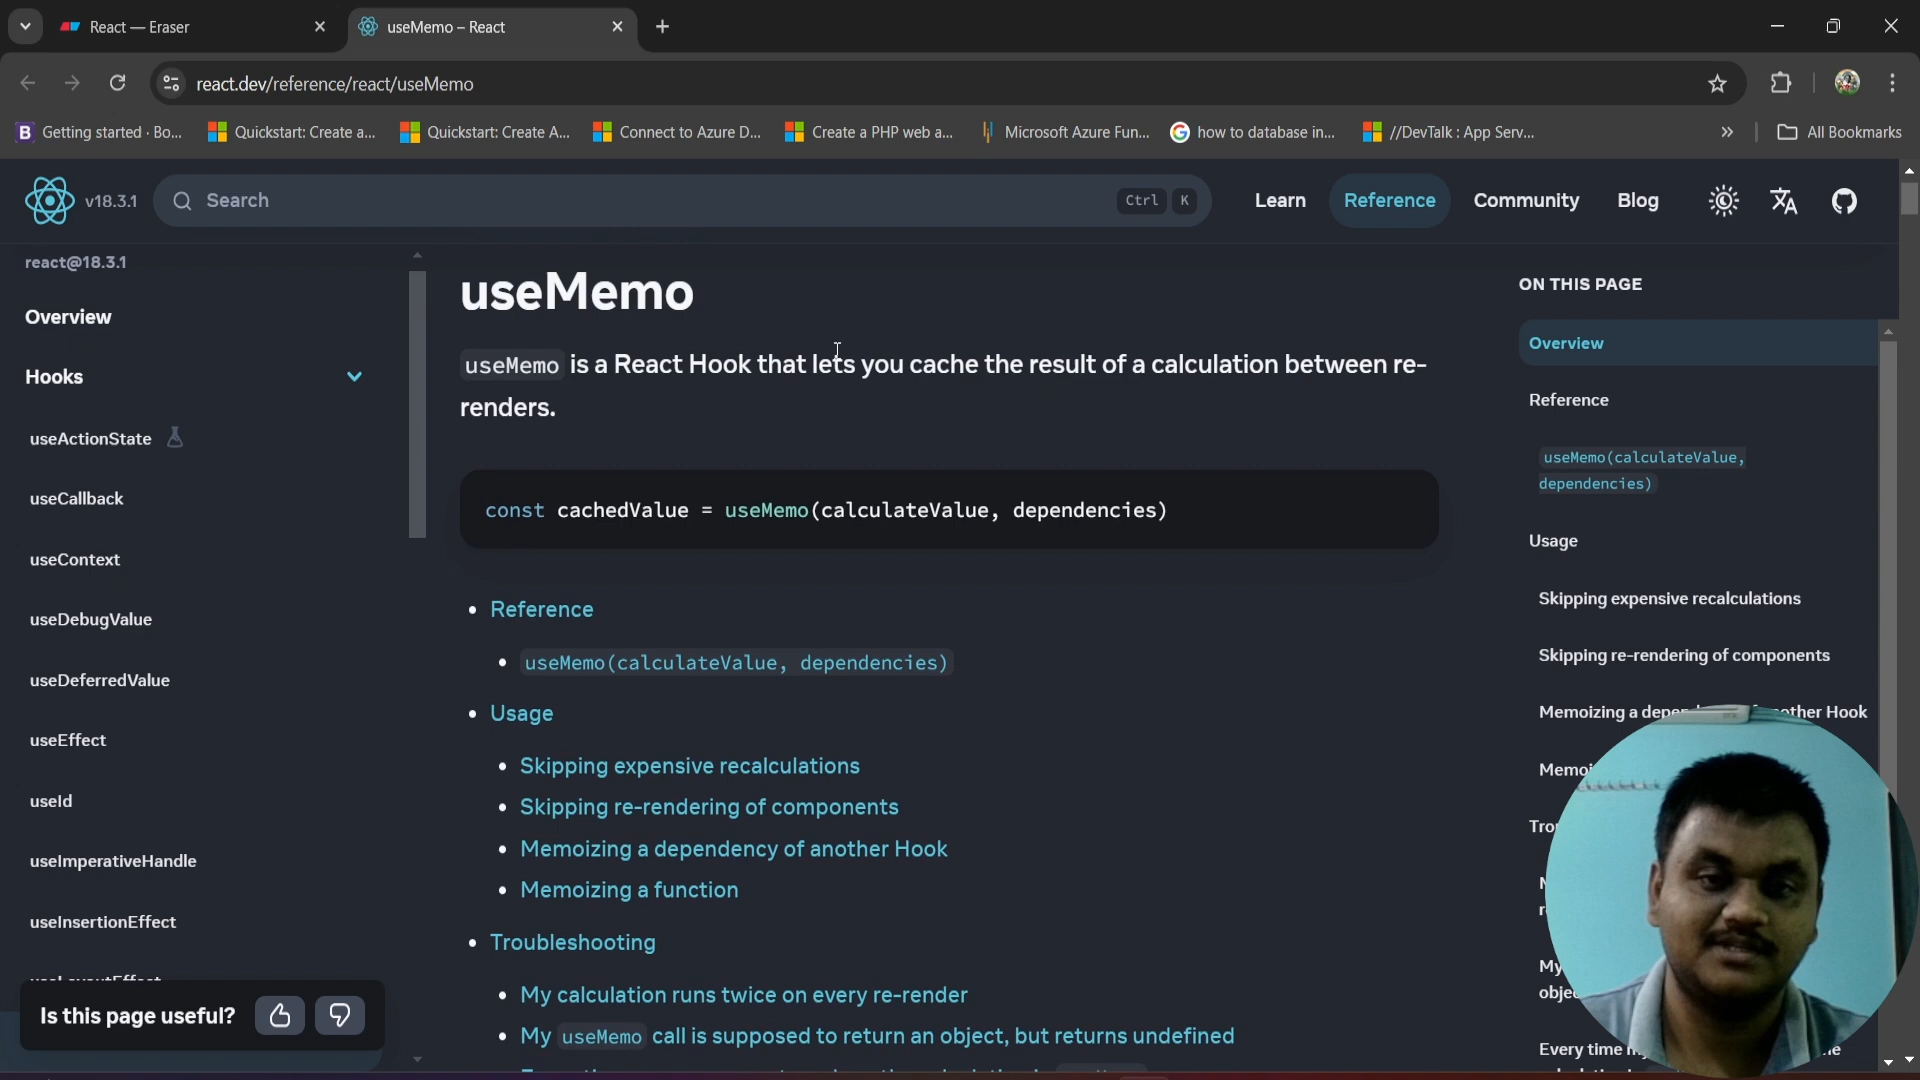 React — Eraser
useMemo – React
react.dev/reference/react/useMemo
Getting started · Bo...
Quickstart: Create a...
Quickstart: Create A...
Connect to Azure D...
Create a PHP web a...
Microsoft Azure Fun...
how to database in...
//DevTalk : App Serv...
All Bookmarks
v18.3.1
Search
Ctrl K
Learn
Reference
Community
Blog
react@18.3.1
Overview
Hooks
useActionState
useCallback
useContext
useDebugValue
useDeferredValue
useEffect
useId
useImperativeHandle
useInsertionEffect
useLayoutEffect
Is this page useful?
useMemo
useMemo is a React Hook that lets you cache the result of a calculation between re-
renders.
const cachedValue = useMemo(calculateValue, dependencies)
Reference
useMemo(calculateValue, dependencies)
Usage
Skipping expensive recalculations
Skipping re-rendering of components
Memoizing a dependency of another Hook
Memoizing a function
Troubleshooting
My calculation runs twice on every re-render
My useMemo call is supposed to return an object, but returns undefined
ON THIS PAGE
Overview
Reference
useMemo(calculateValue,
dependencies)
Usage
Skipping expensive recalculations
Skipping re-rendering of components
Memoizing a other Hook
My
Every time